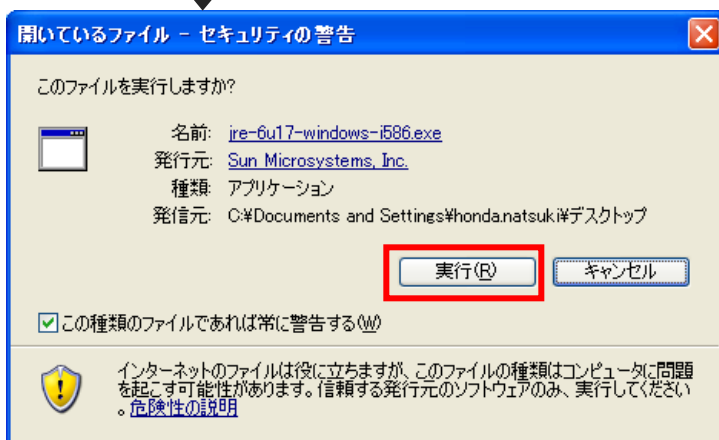 開いているファイル - セキュリティの警告
このファイルを実行しますか?
名前: jre-6u17-windows-i586.exe
発行元: Sun Microsystems, Inc.
種類: アプリケーション
発信元: C:¥Documents and Settings¥honda.natsuki¥デスクトップ
実行(R) キャンセル
この種類のファイルであれば常に警告する(W)
インターネットのファイルは役に立ちますが、このファイルの種類はコンピュータに問題
を起こす可能性があります。信頼する発行元のソフトウェアのみ、実行してください
。危険性の説明